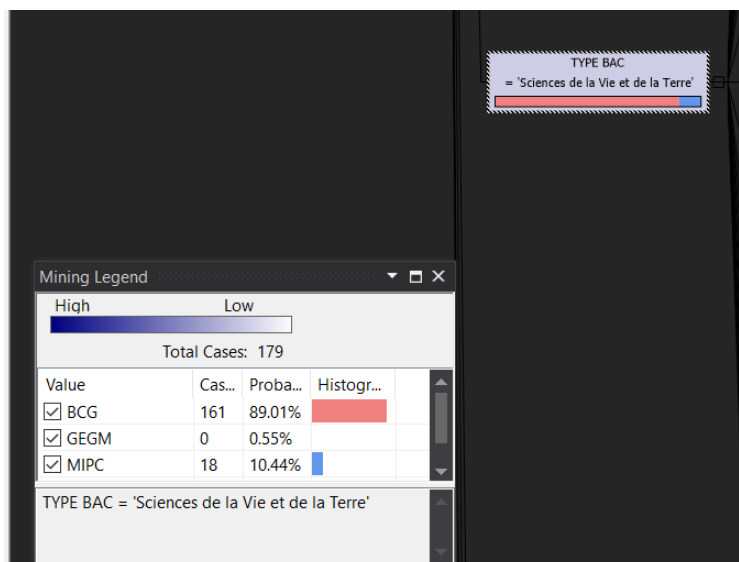 TYPE BAC
= 'Sciences de la Vie et de la Terre'
Mining Legend
High Low
Total Cases: 179
Value Cas... Proba... Histogr...
BCG 161 89.01%
GEGM 0 0.55%
MIPC 18 10.44%
TYPE BAC = 'Sciences de la Vie et de la Terre'